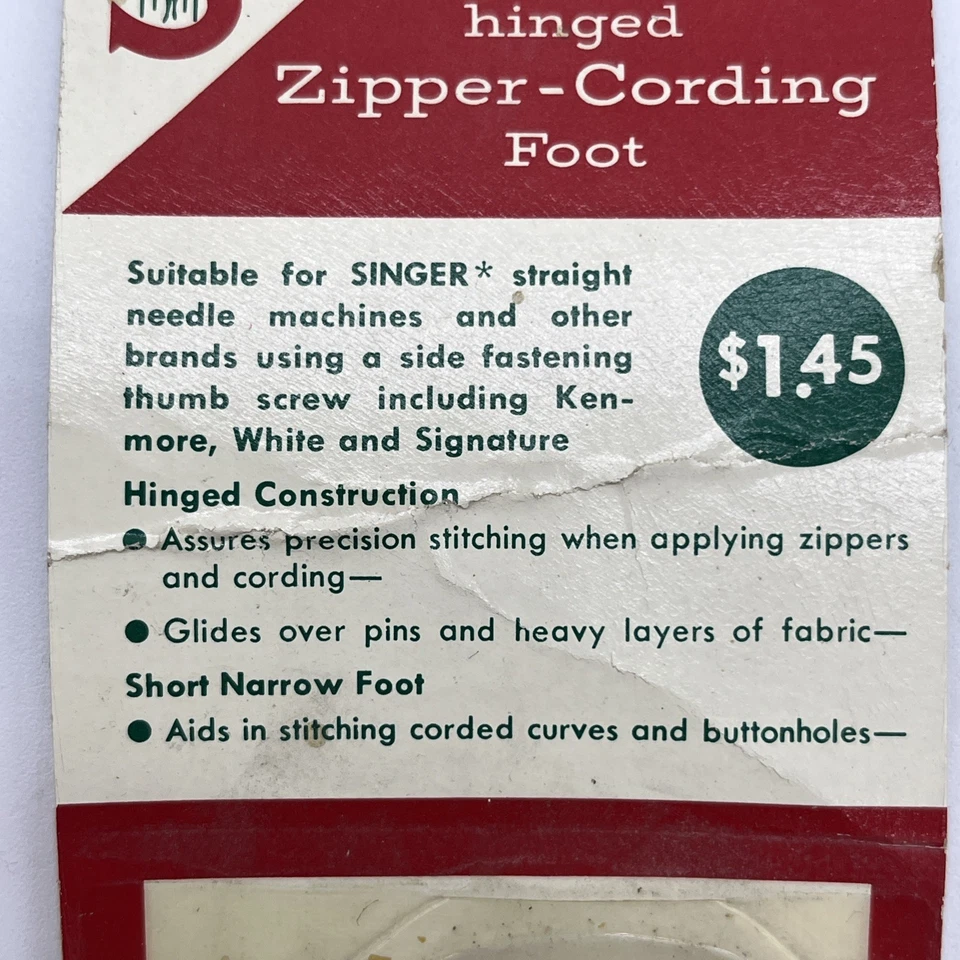 hinged
Zipper-Cording
Foot
Suitable for SINGER* straight
needle machines and other
brands using a side fastening
thumb screw including Ken-
more, White and Signature
$1.45
Hinged Construction
● Assures precision stitching when applying zippers
and cording—
● Glides over pins and heavy layers of fabric—
Short Narrow Foot
● Aids in stitching corded curves and buttonholes—